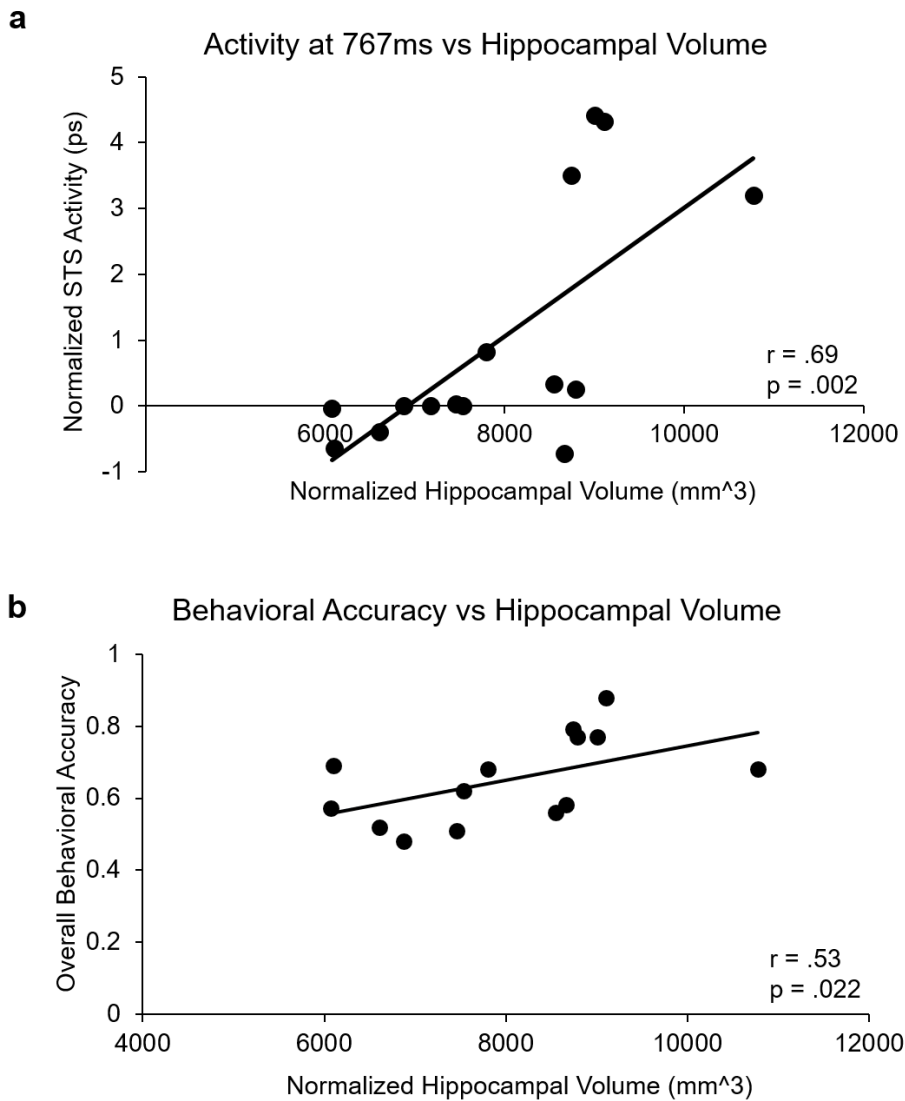 a
Activity at 767ms vs Hippocampal Volume
Normalized STS Activity (ps)
5
4
3
2
1
0
-1
6000 8000 10000 12000
r = .69
p = .002
Normalized Hippocampal Volume (mm^3)
b
Behavioral Accuracy vs Hippocampal Volume
Overall Behavioral Accuracy
1
0.8
0.6
0.4
0.2
0
r = .53
p = .022
4000 6000 8000 10000 12000
Normalized Hippocampal Volume (mm^3)